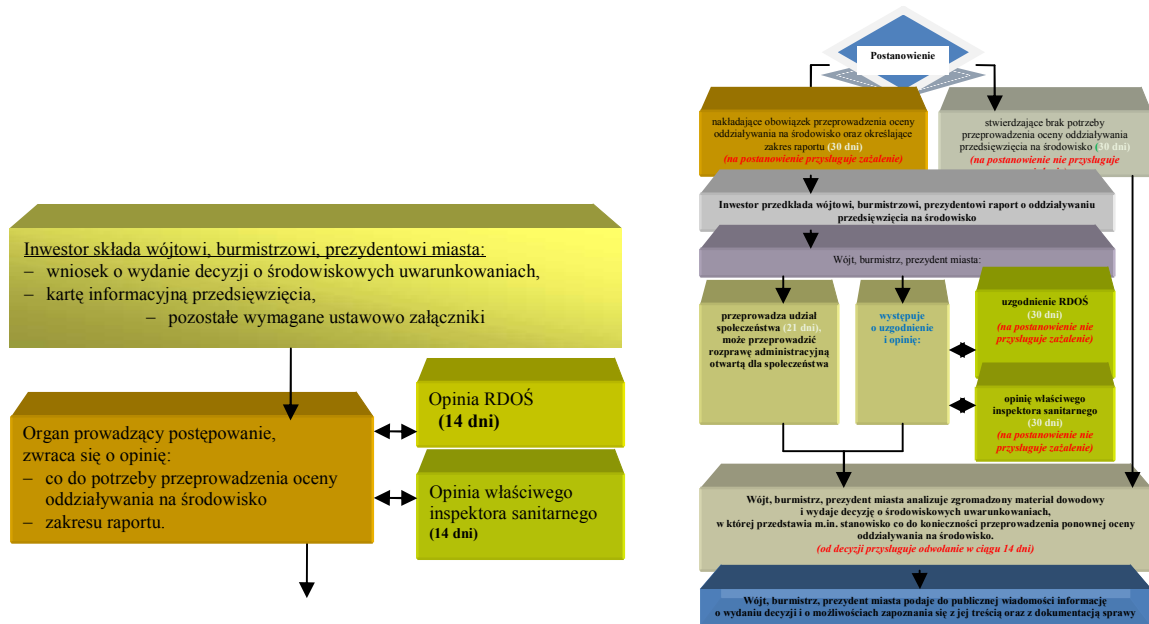 Inwestor składa wójtowi, burmistrzowi, prezydentowi miasta:
– wniosek o wydanie decyzji o środowiskowych uwarunkowaniach,
– kartę informacyjną przedsięwzięcia,
– pozostałe wymagane ustawowo załączniki
Organ prowadzący postępowanie,
zwraca się o opinię:
– co do potrzeby przeprowadzenia oceny
oddziaływania na środowisko
– zakresu raportu.
Opinia RDOŚ
(14 dni)
Opinia właściwego
inspektora sanitarnego
(14 dni)
Postanowienie
nakładające obowiązek przeprowadzenia oceny
oddziaływania na środowisko oraz określające
zakres raportu (30 dni)
(na postanowienie przysługuje zażalenie)
stwierdzające brak potrzeby
przeprowadzenia oceny oddziaływania
przedsięwzięcia na środowisko (30 dni)
(na postanowienie nie przysługuje
Inwestor przedkłada wójtowi, burmistrzowi, prezydentowi raport o oddziaływaniu
przedsięwzięcia na środowisko
Wójt, burmistrz, prezydent miasta:
przeprowadza udział
społeczeństwa (21 dni),
może przeprowadzić
rozprawę administracyjną
otwartą dla społeczeństwa
występuje
o uzgodnienie
i opinię:
uzgodnienie RDOŚ
(30 dni)
(na postanowienie nie
przysługuje zażalenie)
opinię właściwego
inspektora sanitarnego
(30 dni)
(na postanowienie nie
przysługuje zażalenie)
Wójt, burmistrz, prezydent miasta analizuje zgromadzony materiał dowodowy
i wydaje decyzję o środowiskowych uwarunkowaniach,
w której przedstawia m.in. stanowisko co do konieczności przeprowadzenia ponownej oceny
oddziaływania na środowisko.
(od decyzji przysługuje odwołanie w ciągu 14 dni)
Wójt, burmistrz, prezydent miasta podaje do publicznej wiadomości informację
o wydaniu decyzji i o możliwościach zapoznania się z jej treścią oraz z dokumentacją sprawy